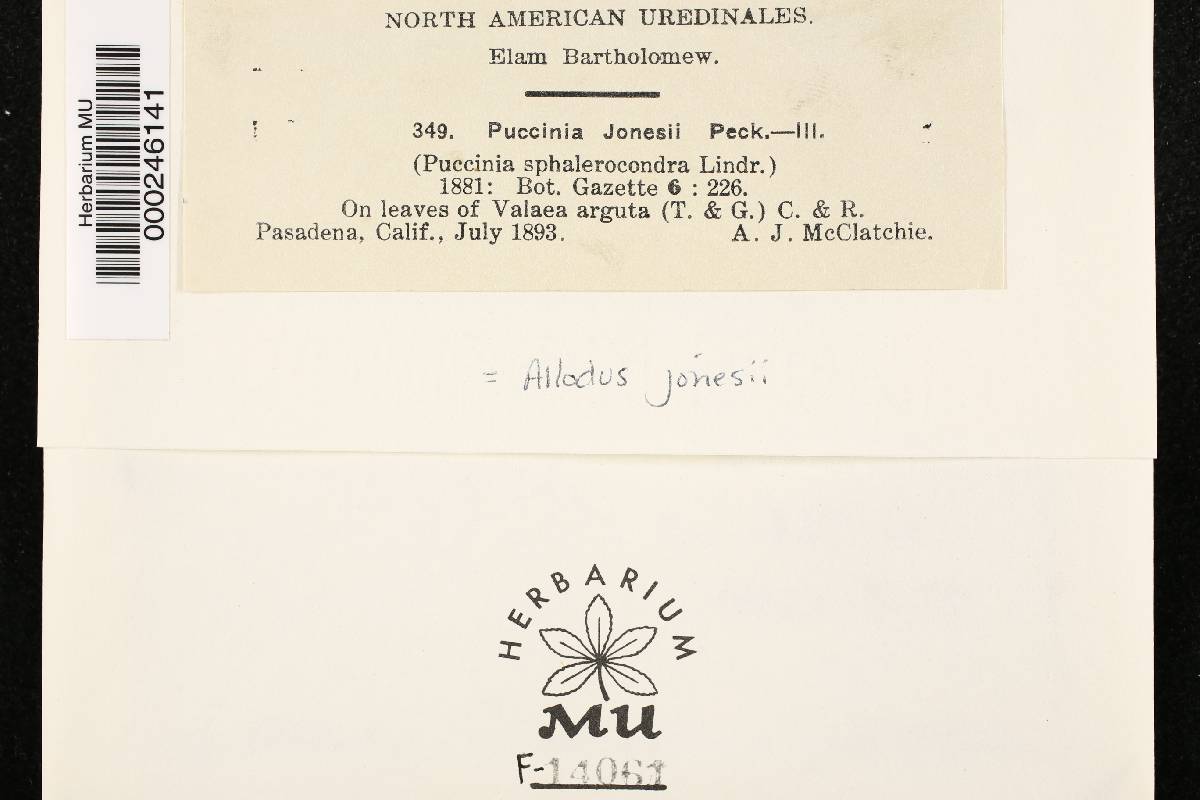 NORTH AMERICAN UREDINALES.
Elam Bartholomew.
349. Puccinia Jonesii Peck.—III.
(Puccinia sphalerocondra Lindr.)
1881: Bot. Gazette 6 : 226.
On leaves of Valaea arguta (T. & G.) C. & R.
Pasadena, Calif., July 1893. A. J. McClatchie.
Herbarium MU
000246141
= Allodus jonesii
HERBARIUM
MU
F-14061